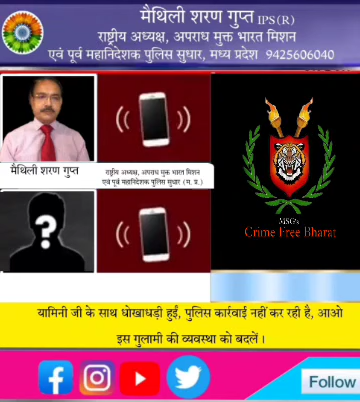 मैथिली शरण गुप्त IPS (R)
राष्ट्रीय अध्यक्ष, अपराध मुक्त भारत मिशन
एवं पूर्व महानिदेशक पुलिस सुधार, मध्य प्रदेश 9425606040
मैथिली शरण गुप्त
राष्ट्रीय अध्यक्ष, अपराध मुक्त भारत मिशन
एवं पूर्व महानिदेशक पुलिस सुधार (म. प्र.)
?
MSG's
Crime Free Bharat
यामिनी जी के साथ धोखाधड़ी हुई, पुलिस कार्रवाई नहीं कर रही है, आओ
इस गुलामी की व्यवस्था को बदलें।
Follow